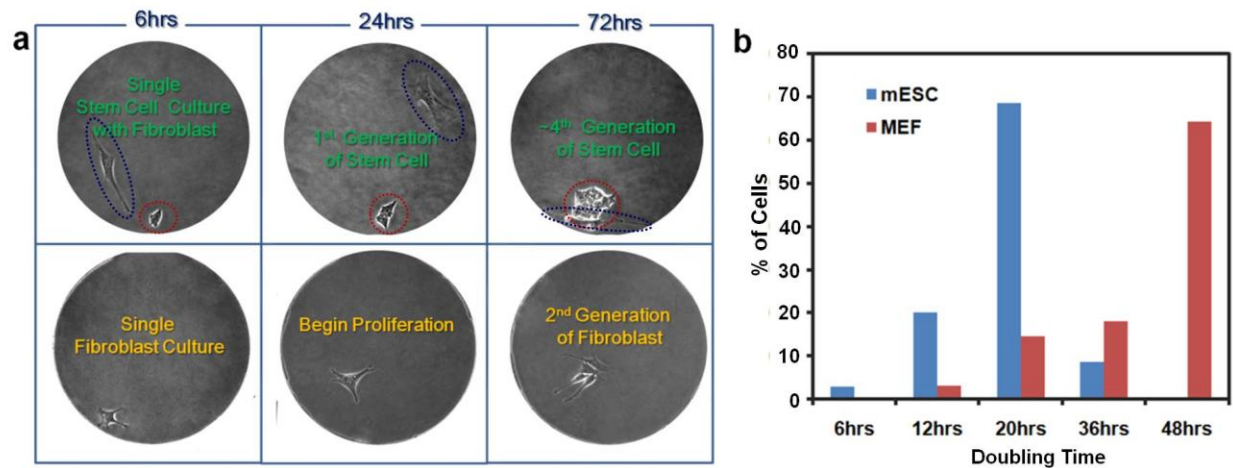 a
6hrs
24hrs
72hrs
Single
Stem Cell Culture
with Fibroblast
1st Generation
of Stem Cell
~4th Generation
of Stem Cell
Single
Fibroblast Culture
Begin Proliferation
2nd Generation
of Fibroblast
b
80
70
60
50
40
30
20
10
0
% of Cells
mESC
MEF
6hrs 12hrs 20hrs 36hrs 48hrs
Doubling Time